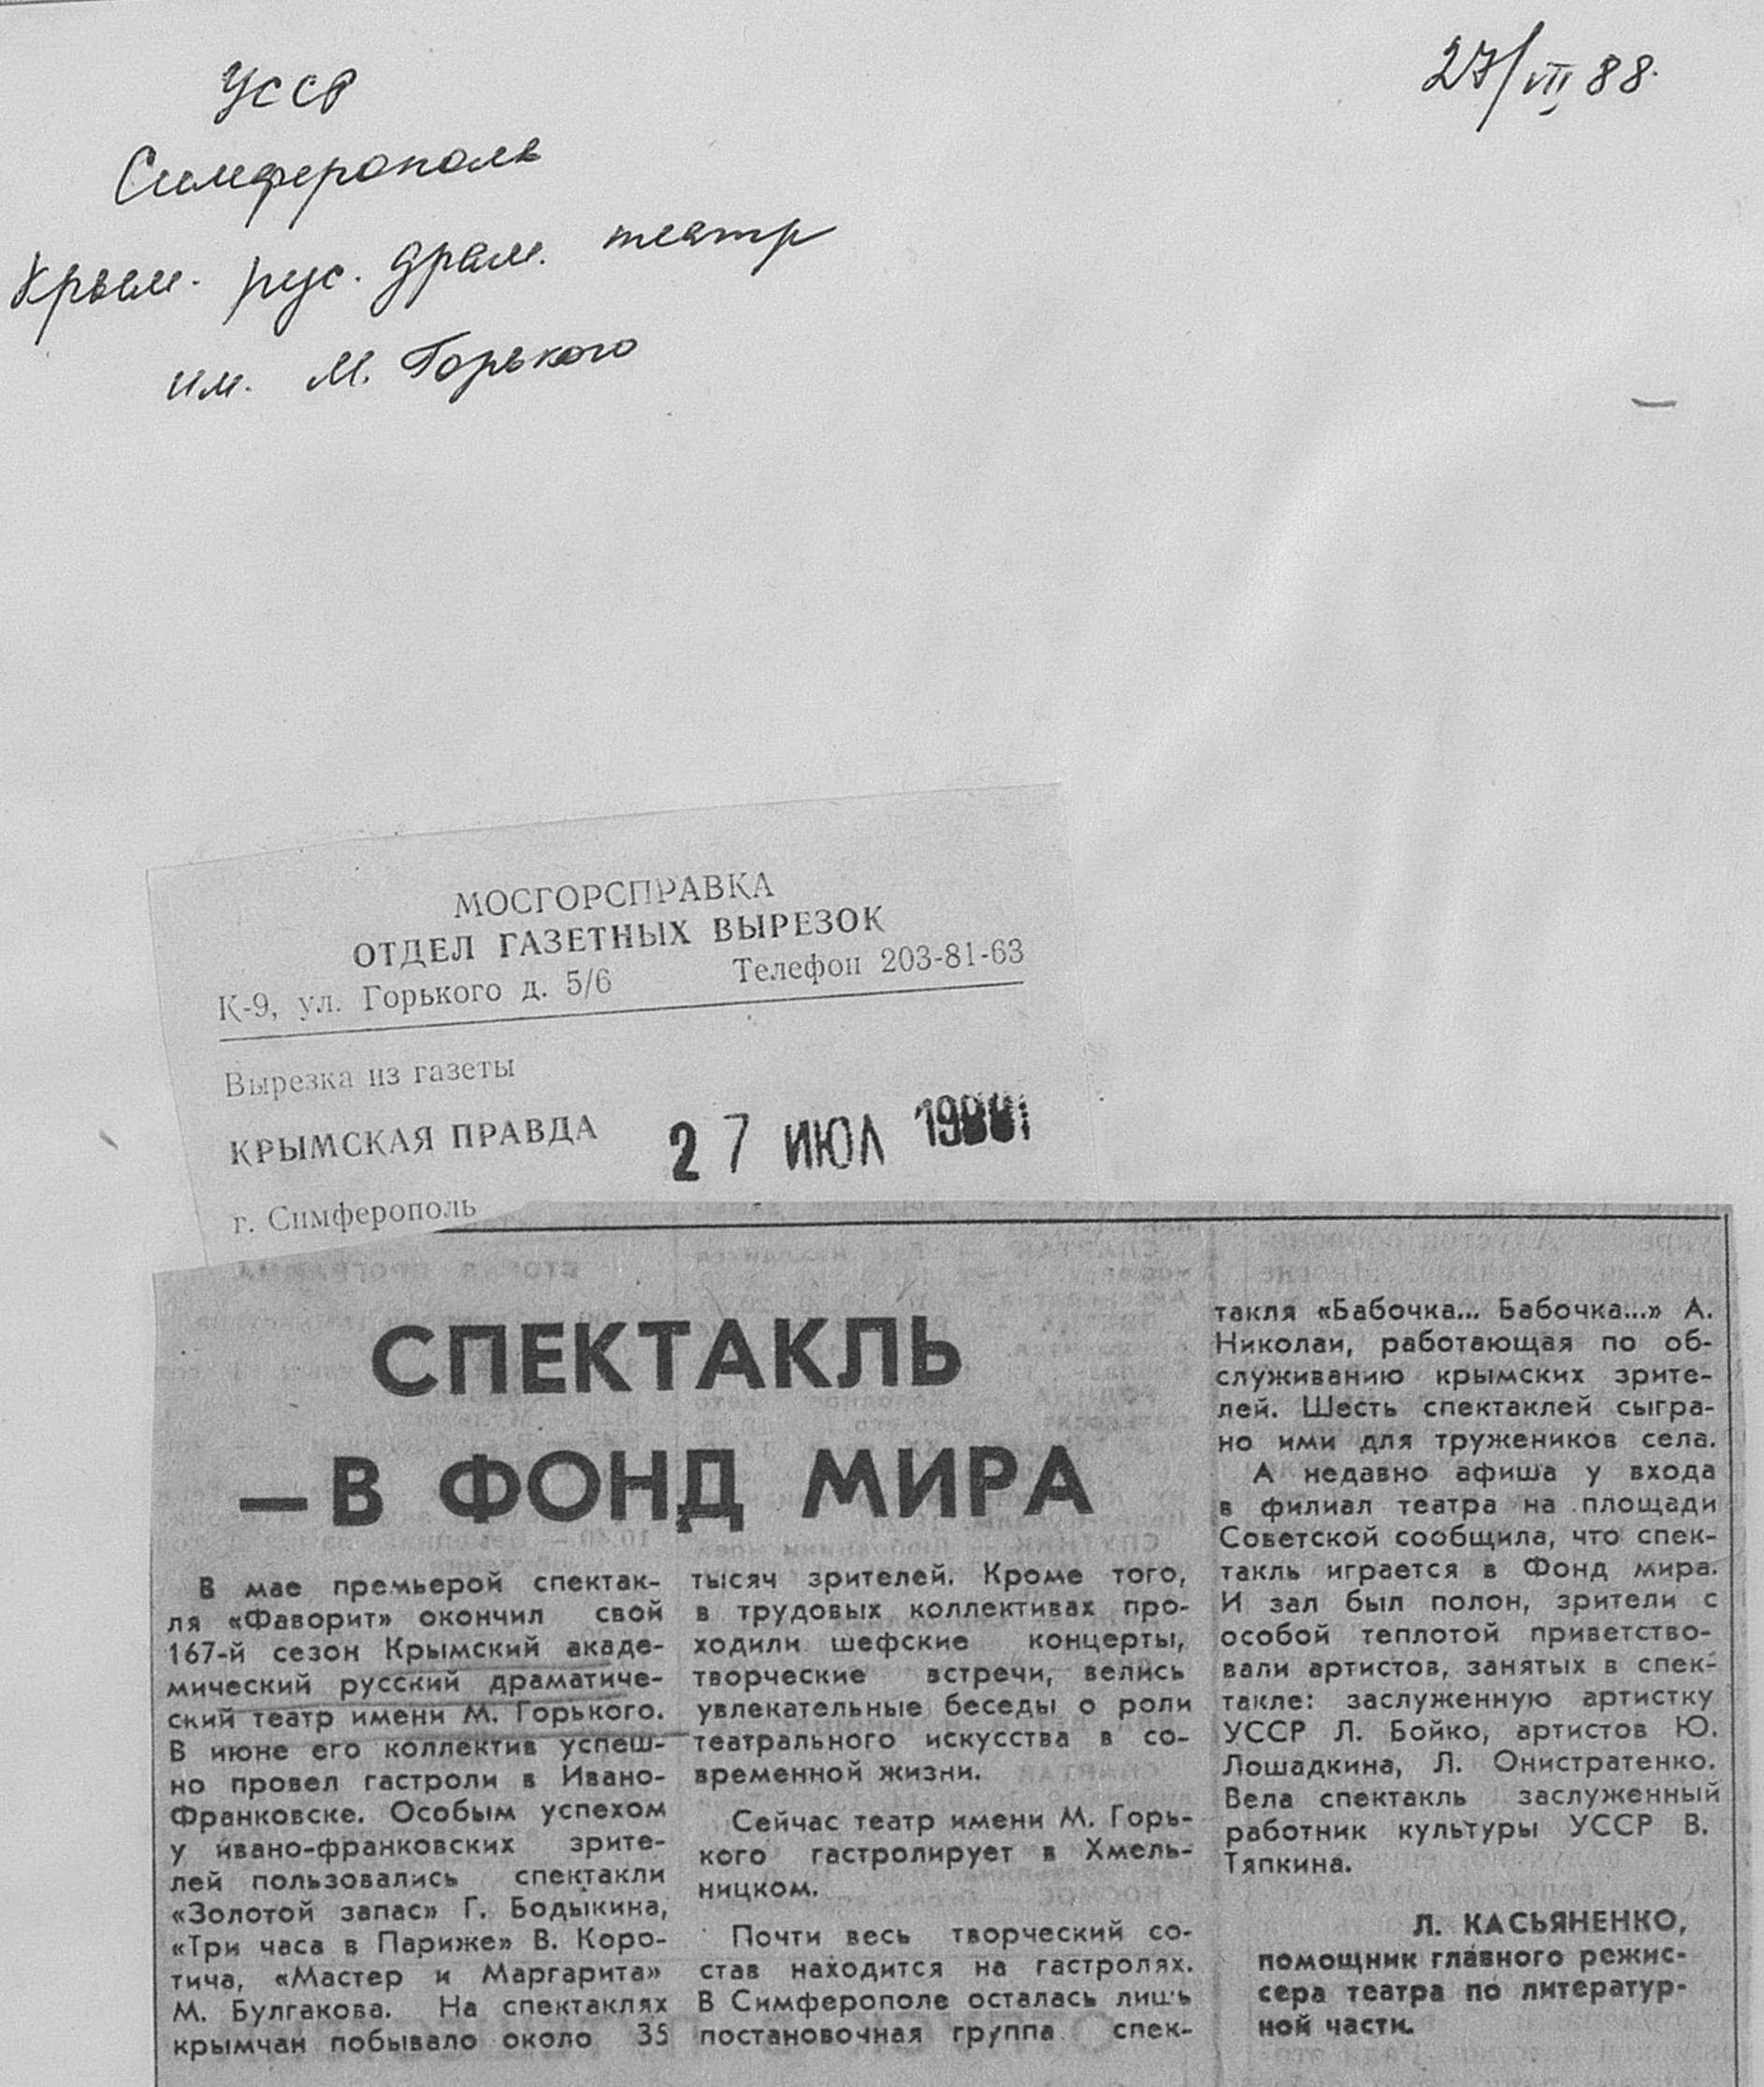 УССР
Симферополь
Крым. рус. драм. театр
им. М. Горького
27/VII 88.
МОСГОРСПРАВКА
ОТДЕЛ ГАЗЕТНЫХ ВЫРЕЗОК
К-9, ул. Горького д. 5/6 Телефон 203-81-63
Вырезка из газеты
КРЫМСКАЯ ПРАВДА
27 ИЮЛ 1988
г. Симферополь
СПЕКТАКЛЬ
— В ФОНД МИРА
В мае премьерой спектак-
ля «Фаворит» окончил свой
167-й сезон Крымский акаде-
мический русский драматиче-
ский театр имени М. Горького.
В июне его коллектив успеш-
но провел гастроли в Ивано-
Франковске. Особым успехом
у ивано-франковских зрите-
лей пользовались спектакли
«Золотой запас» Г. Бодыкина,
«Три часа в Париже» В. Коро-
тича, «Мастер и Маргарита»
М. Булгакова. На спектаклях
крымчан побывало около 35
тысяч зрителей. Кроме того,
в трудовых коллективах про-
ходили шефские концерты,
творческие встречи, велись
увлекательные беседы о роли
театрального искусства в со-
временной жизни.
Сейчас театр имени М. Горь-
кого гастролирует в Хмель-
ницком.
Почти весь творческий со-
став находится на гастролях.
В Симферополе осталась лишь
постановочная группа спек-
такля «Бабочка... Бабочка...» А.
Николаи, работающая по об-
служиванию крымских зрите-
лей. Шесть спектаклей сыгра-
но ими для тружеников села.
А недавно афиша у входа
в филиал театра на площади
Советской сообщила, что спек-
такль играется в Фонд мира.
И зал был полон, зрители с
особой теплотой приветство-
вали артистов, занятых в спек-
такле: заслуженную артистку
УССР Л. Бойко, артистов Ю.
Лошадкина, Л. Онистратенко.
Вела спектакль заслуженный
работник культуры УССР В.
Тяпкина.
Л. КАСЬЯНЕНКО,
помощник главного режис-
сера театра по литератур-
ной части.